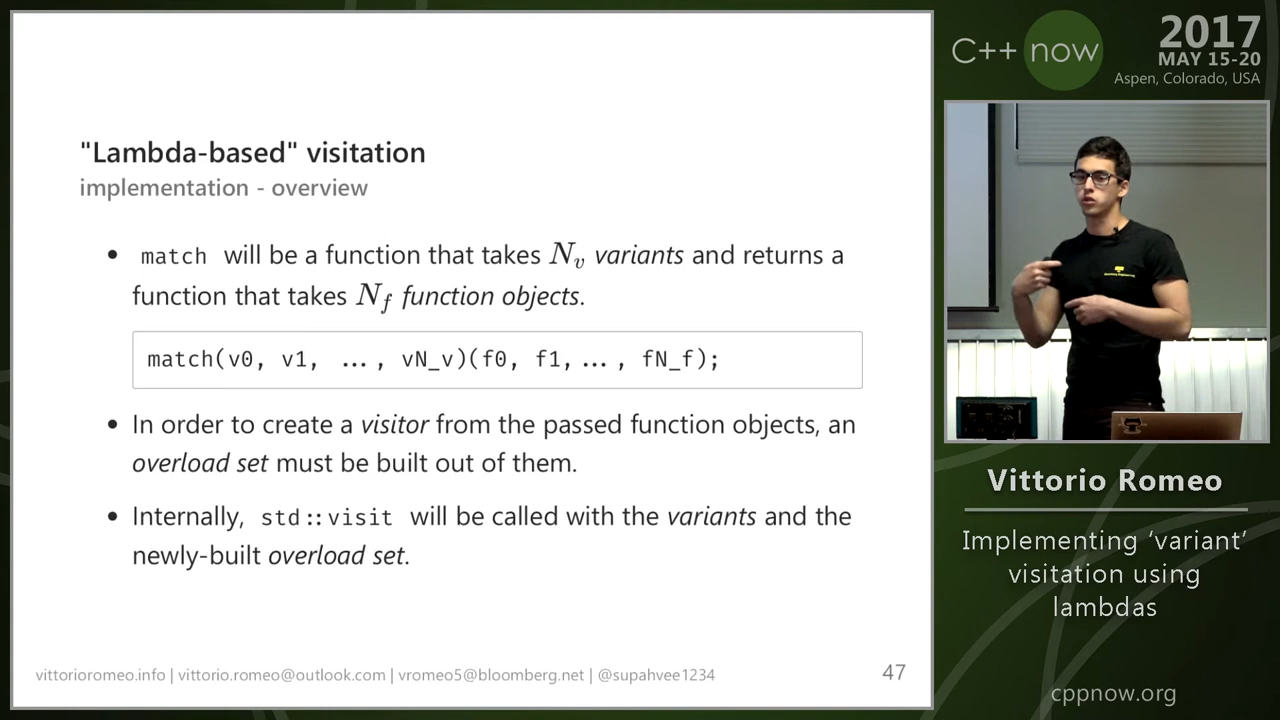 "Lambda-based" visitation
implementation - overview
• match will be a function that takes N_v variants and returns a
function that takes N_f function objects.
match(v0, v1, ... , vN_v)(f0, f1, ... , fN_f);
• In order to create a visitor from the passed function objects, an
overload set must be built out of them.
• Internally, std::visit will be called with the variants and the
newly-built overload set.
vittorioromeo.info | vittorio.romeo@outlook.com | vromeo5@bloomberg.net | @supahvee1234
47
C++ now
2017
MAY 15-20
Aspen, Colorado, USA
Vittorio Romeo
Implementing ‘variant’
visitation using
lambdas
cppnow.org